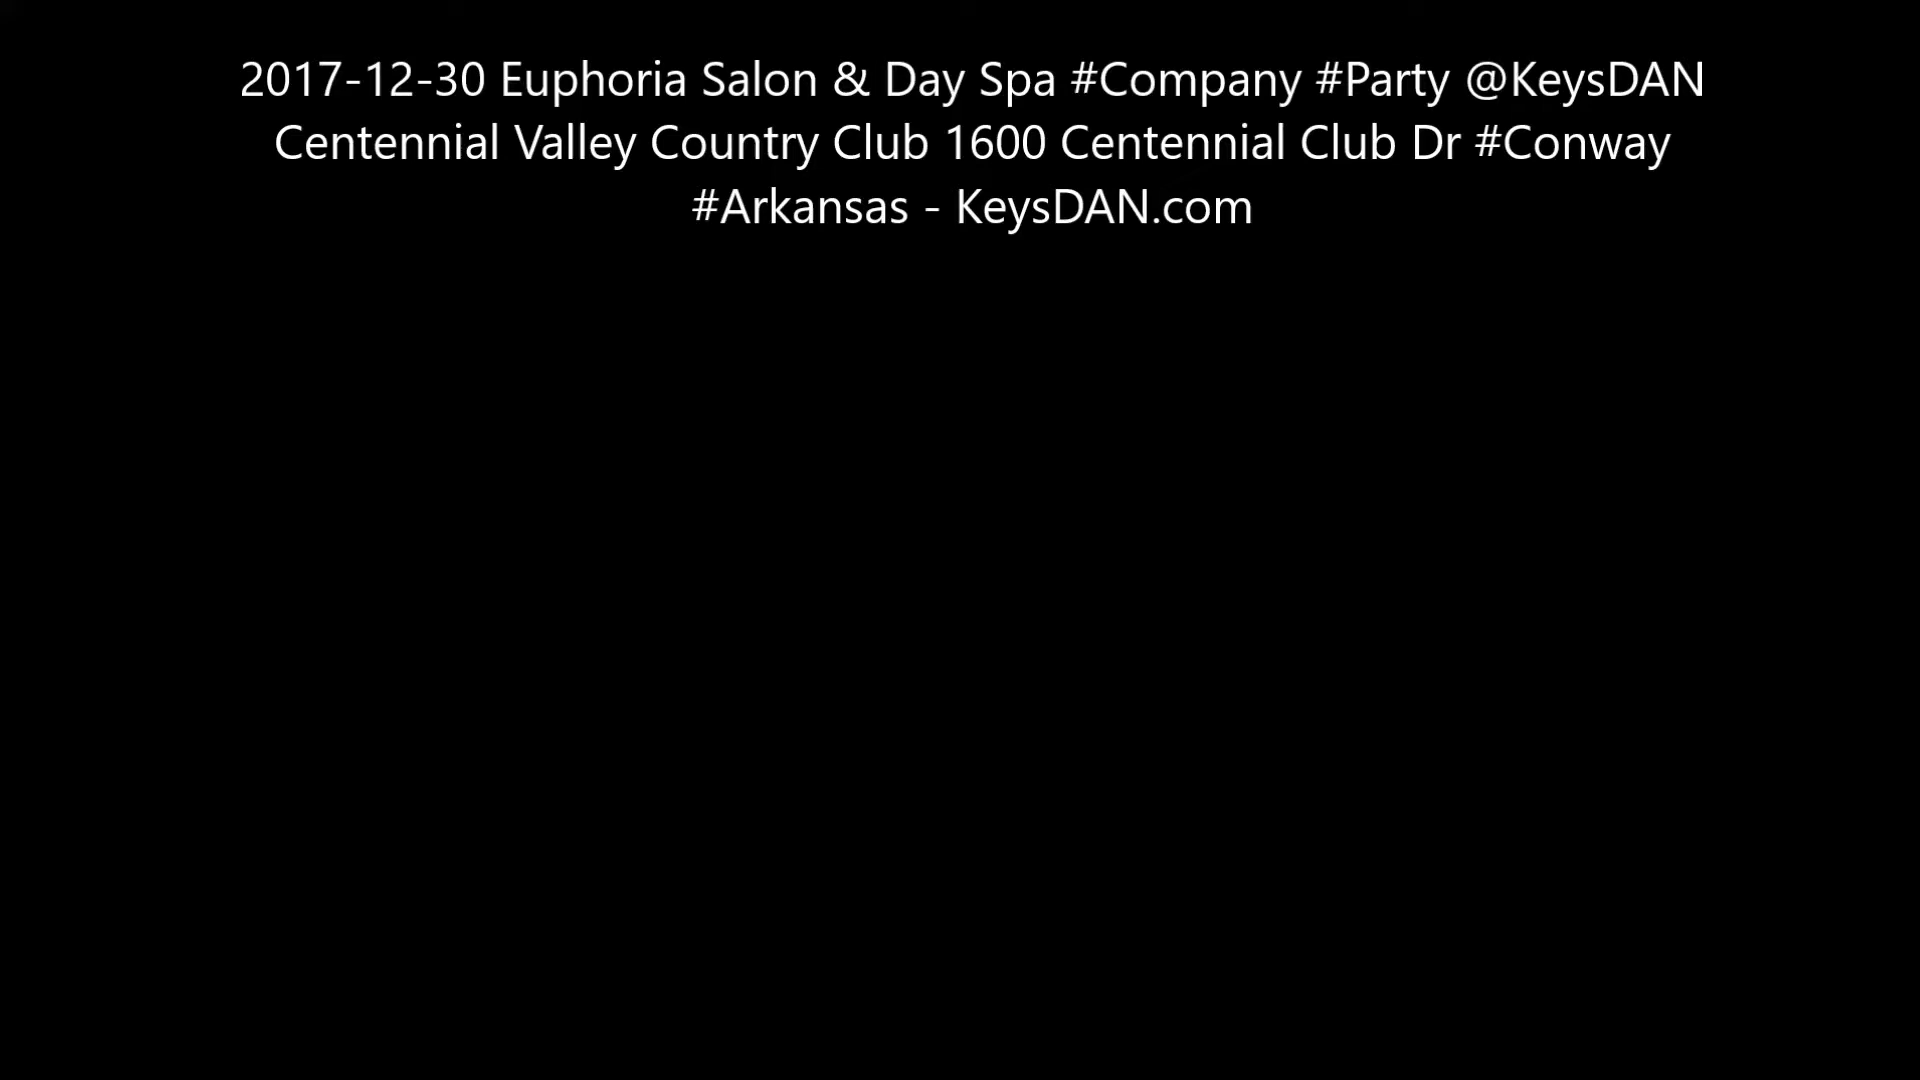 2017-12-30 Euphoria Salon & Day Spa #Company #Party @KeysDAN
Centennial Valley Country Club 1600 Centennial Club Dr #Conway
#Arkansas - KeysDAN.com